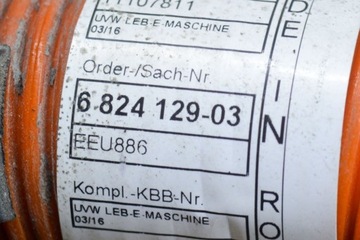 11107811
UVW LEB-E-MASCHINE
03/16
Order-/Sach-Nr.
6 824 129-03
EEU886
Kompl.-KBB-Nr.
UVW LEB-E-MASCHINE
03/16
DE. IN RO